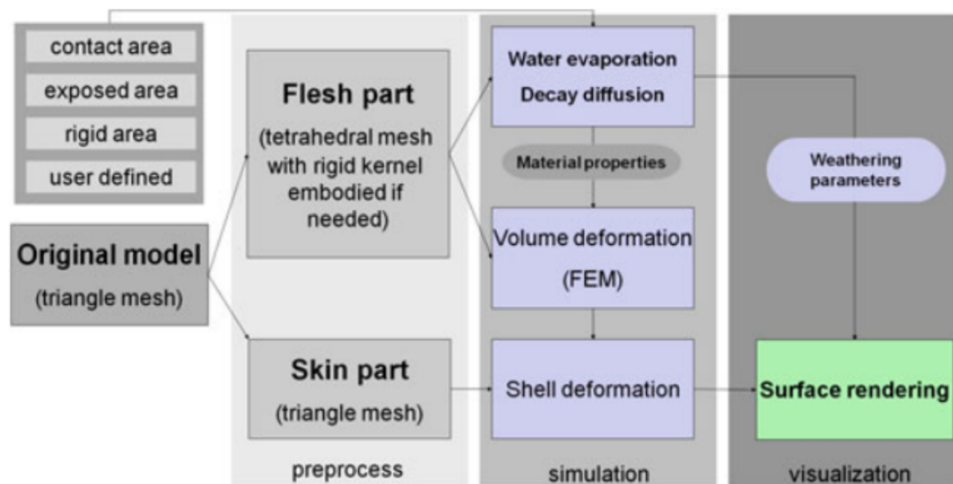 contact area
exposed area
rigid area
user defined
Original model
(triangle mesh)
Flesh part
(tetrahedral mesh
with rigid kernel
embodied if
needed)
Skin part
(triangle mesh)
preprocess
Water evaporation
Decay diffusion
Material properties
Volume deformation
(FEM)
Shell deformation
simulation
Weathering
parameters
Surface rendering
visualization